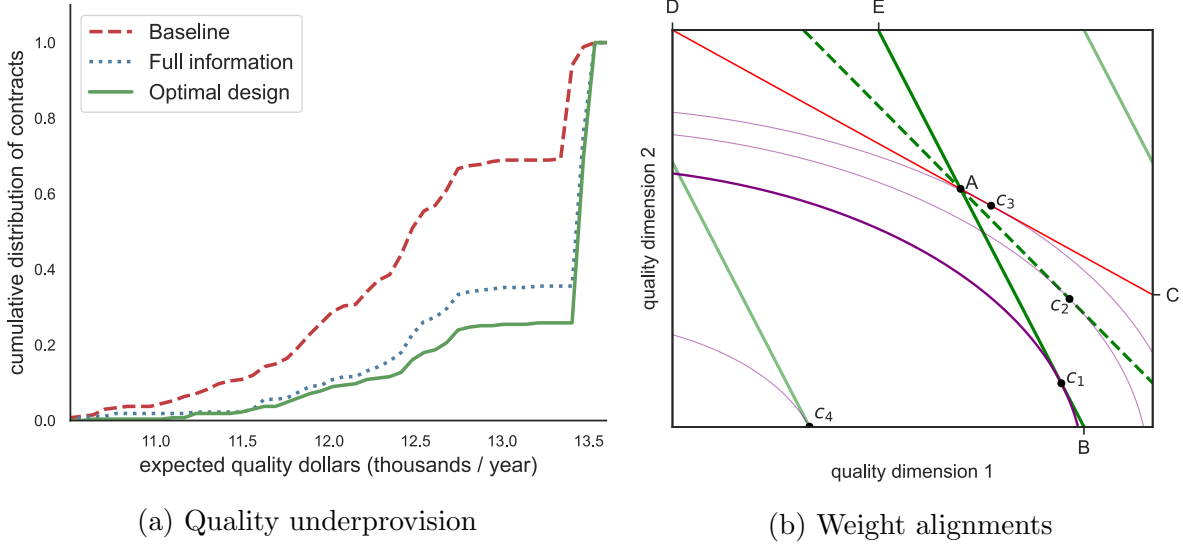 Baseline
Full information
Optimal design
cumulative distribution of contracts
1.0
0.8
0.6
0.4
0.2
0.0
11.0 11.5 12.0 12.5 13.0 13.5
expected quality dollars (thousands / year)
(a) Quality underprovision
D E
quality dimension 2
A
c3
C
c2
c1
c4
B
quality dimension 1
(b) Weight alignments